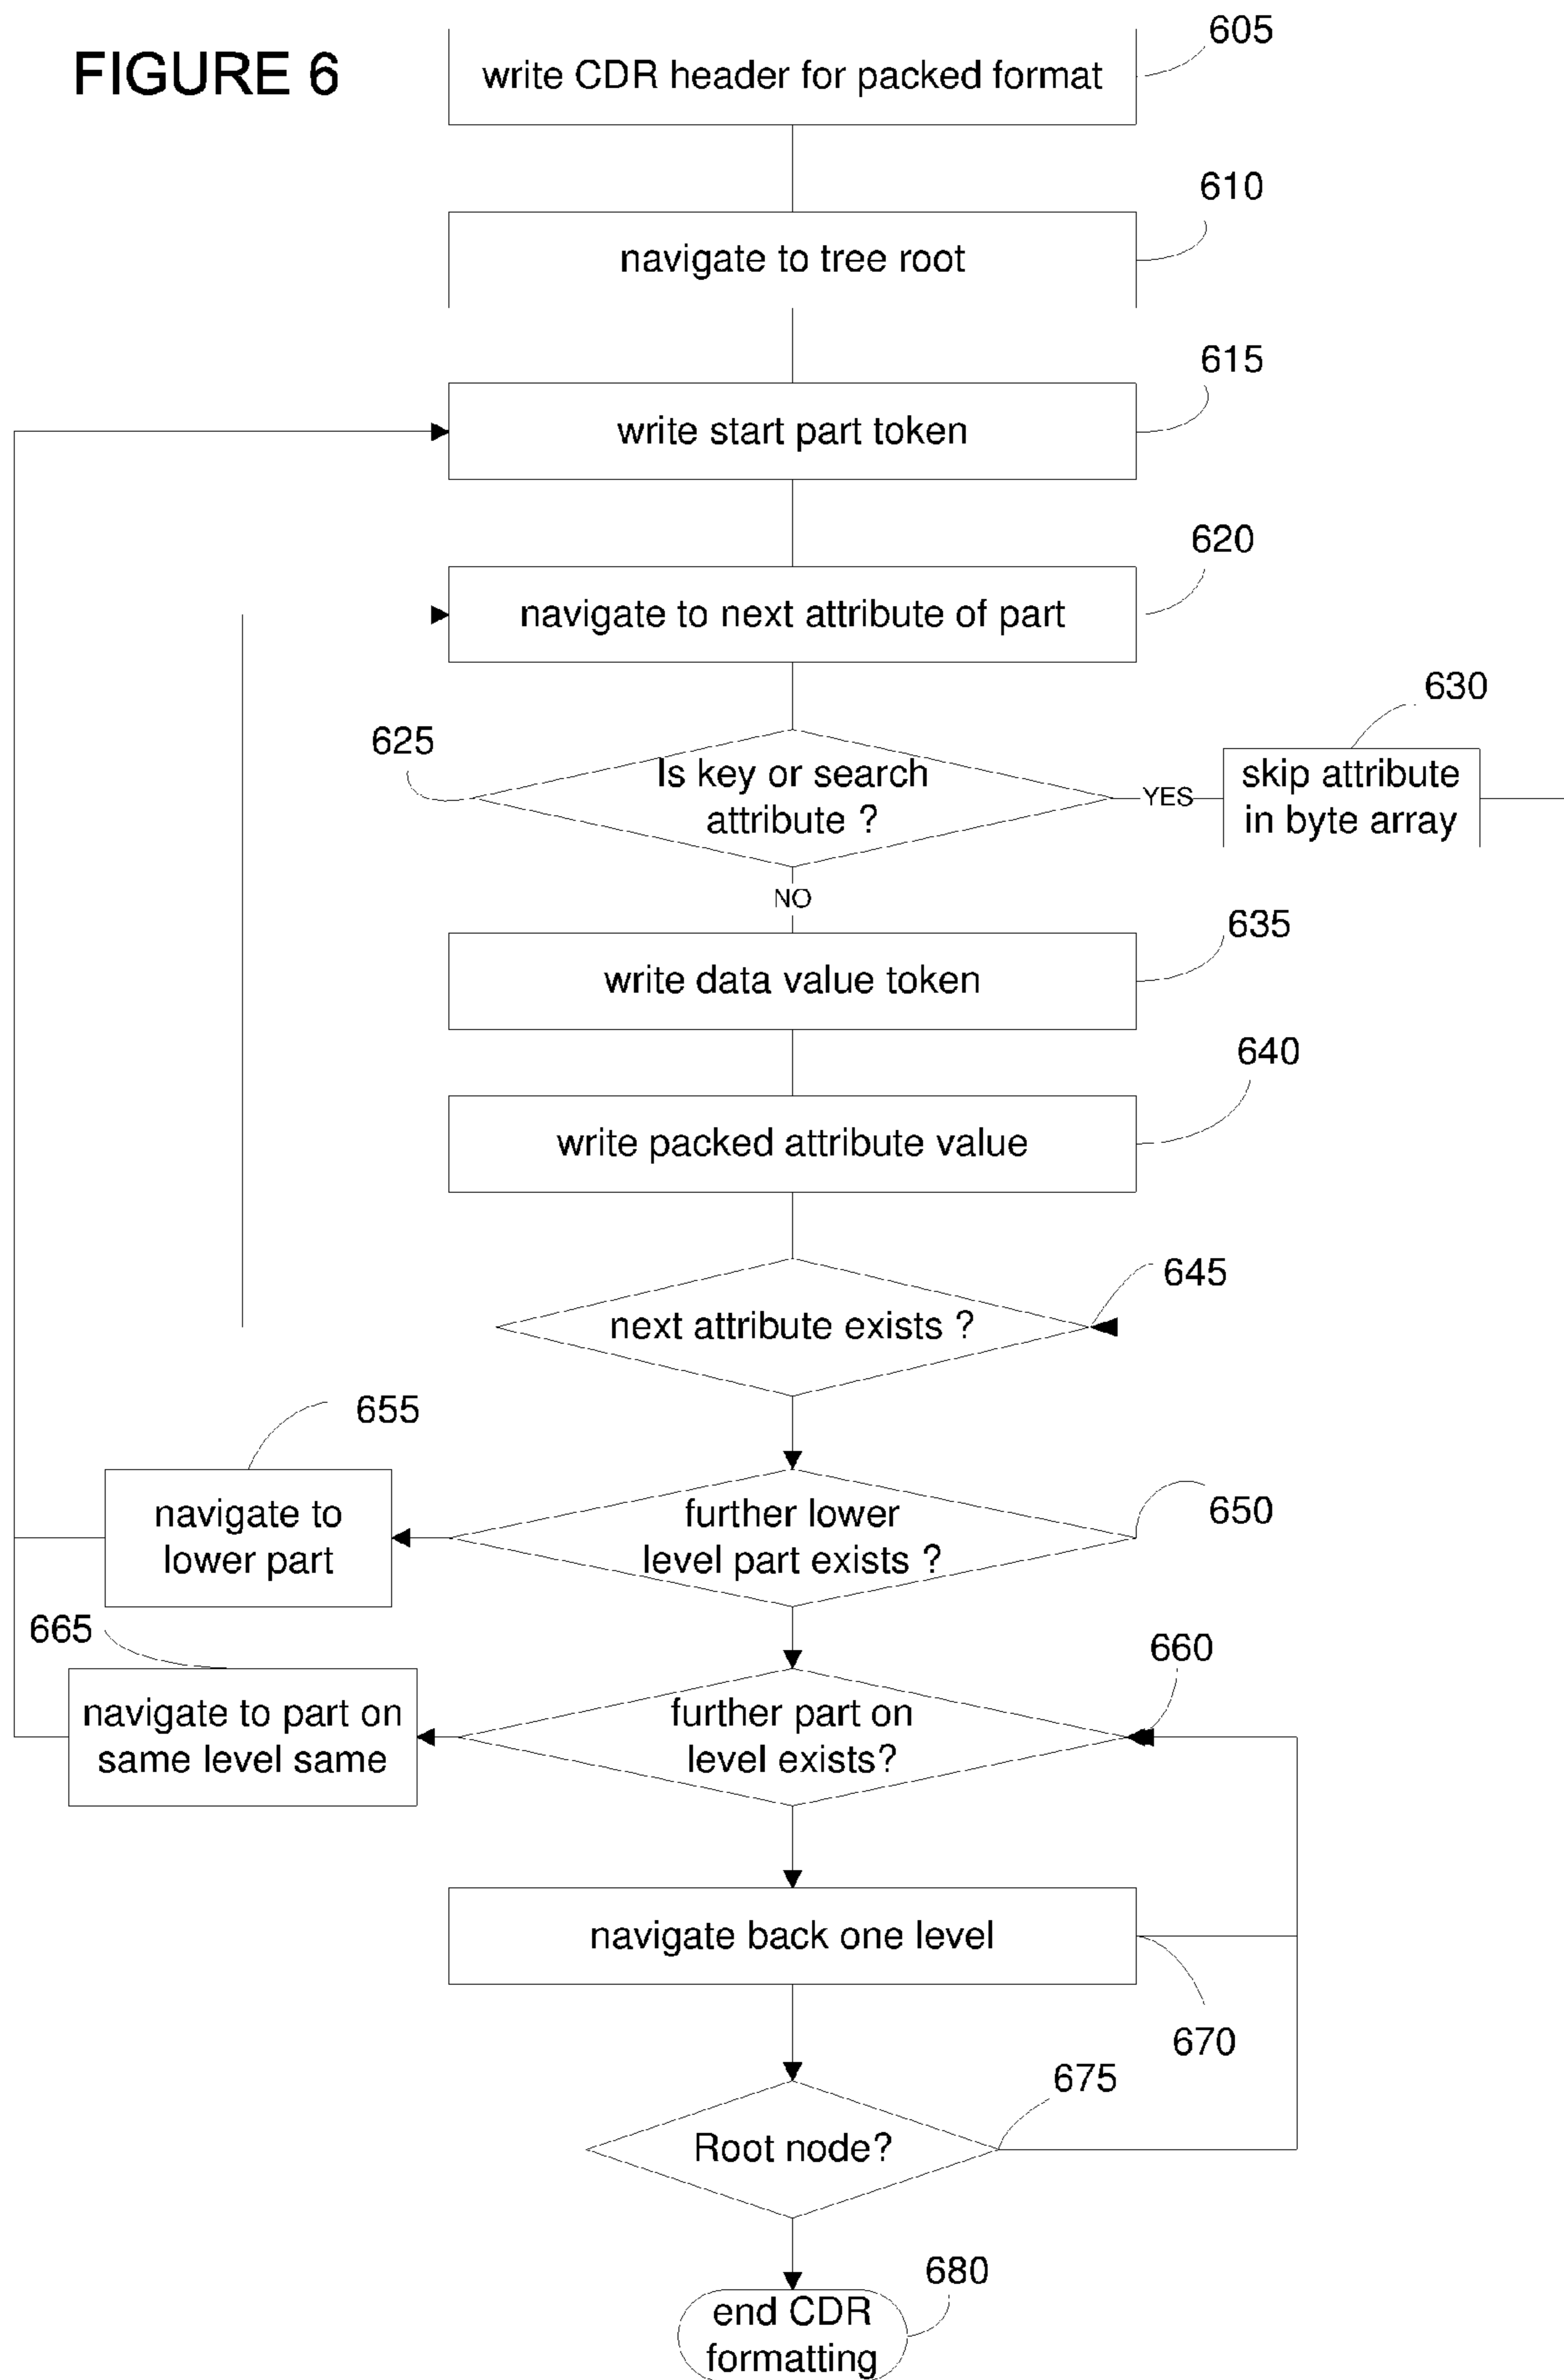 605
FIGURE 6
write CDR header for packed format
610
navigate to tree root
615
write start part token
620
navigate to next attribute of part
630
625
Is key or search
attribute ?
YES
skip attribute
in byte array
NO
635
write data value token
640
write packed attribute value
645
next attribute exists ?
655
navigate to
lower part
further lower
level part exists ?
650
665
660
navigate to part on
same level same
further part on
level exists?
navigate back one level
670
675
Root node?
680
end CDR
formatting